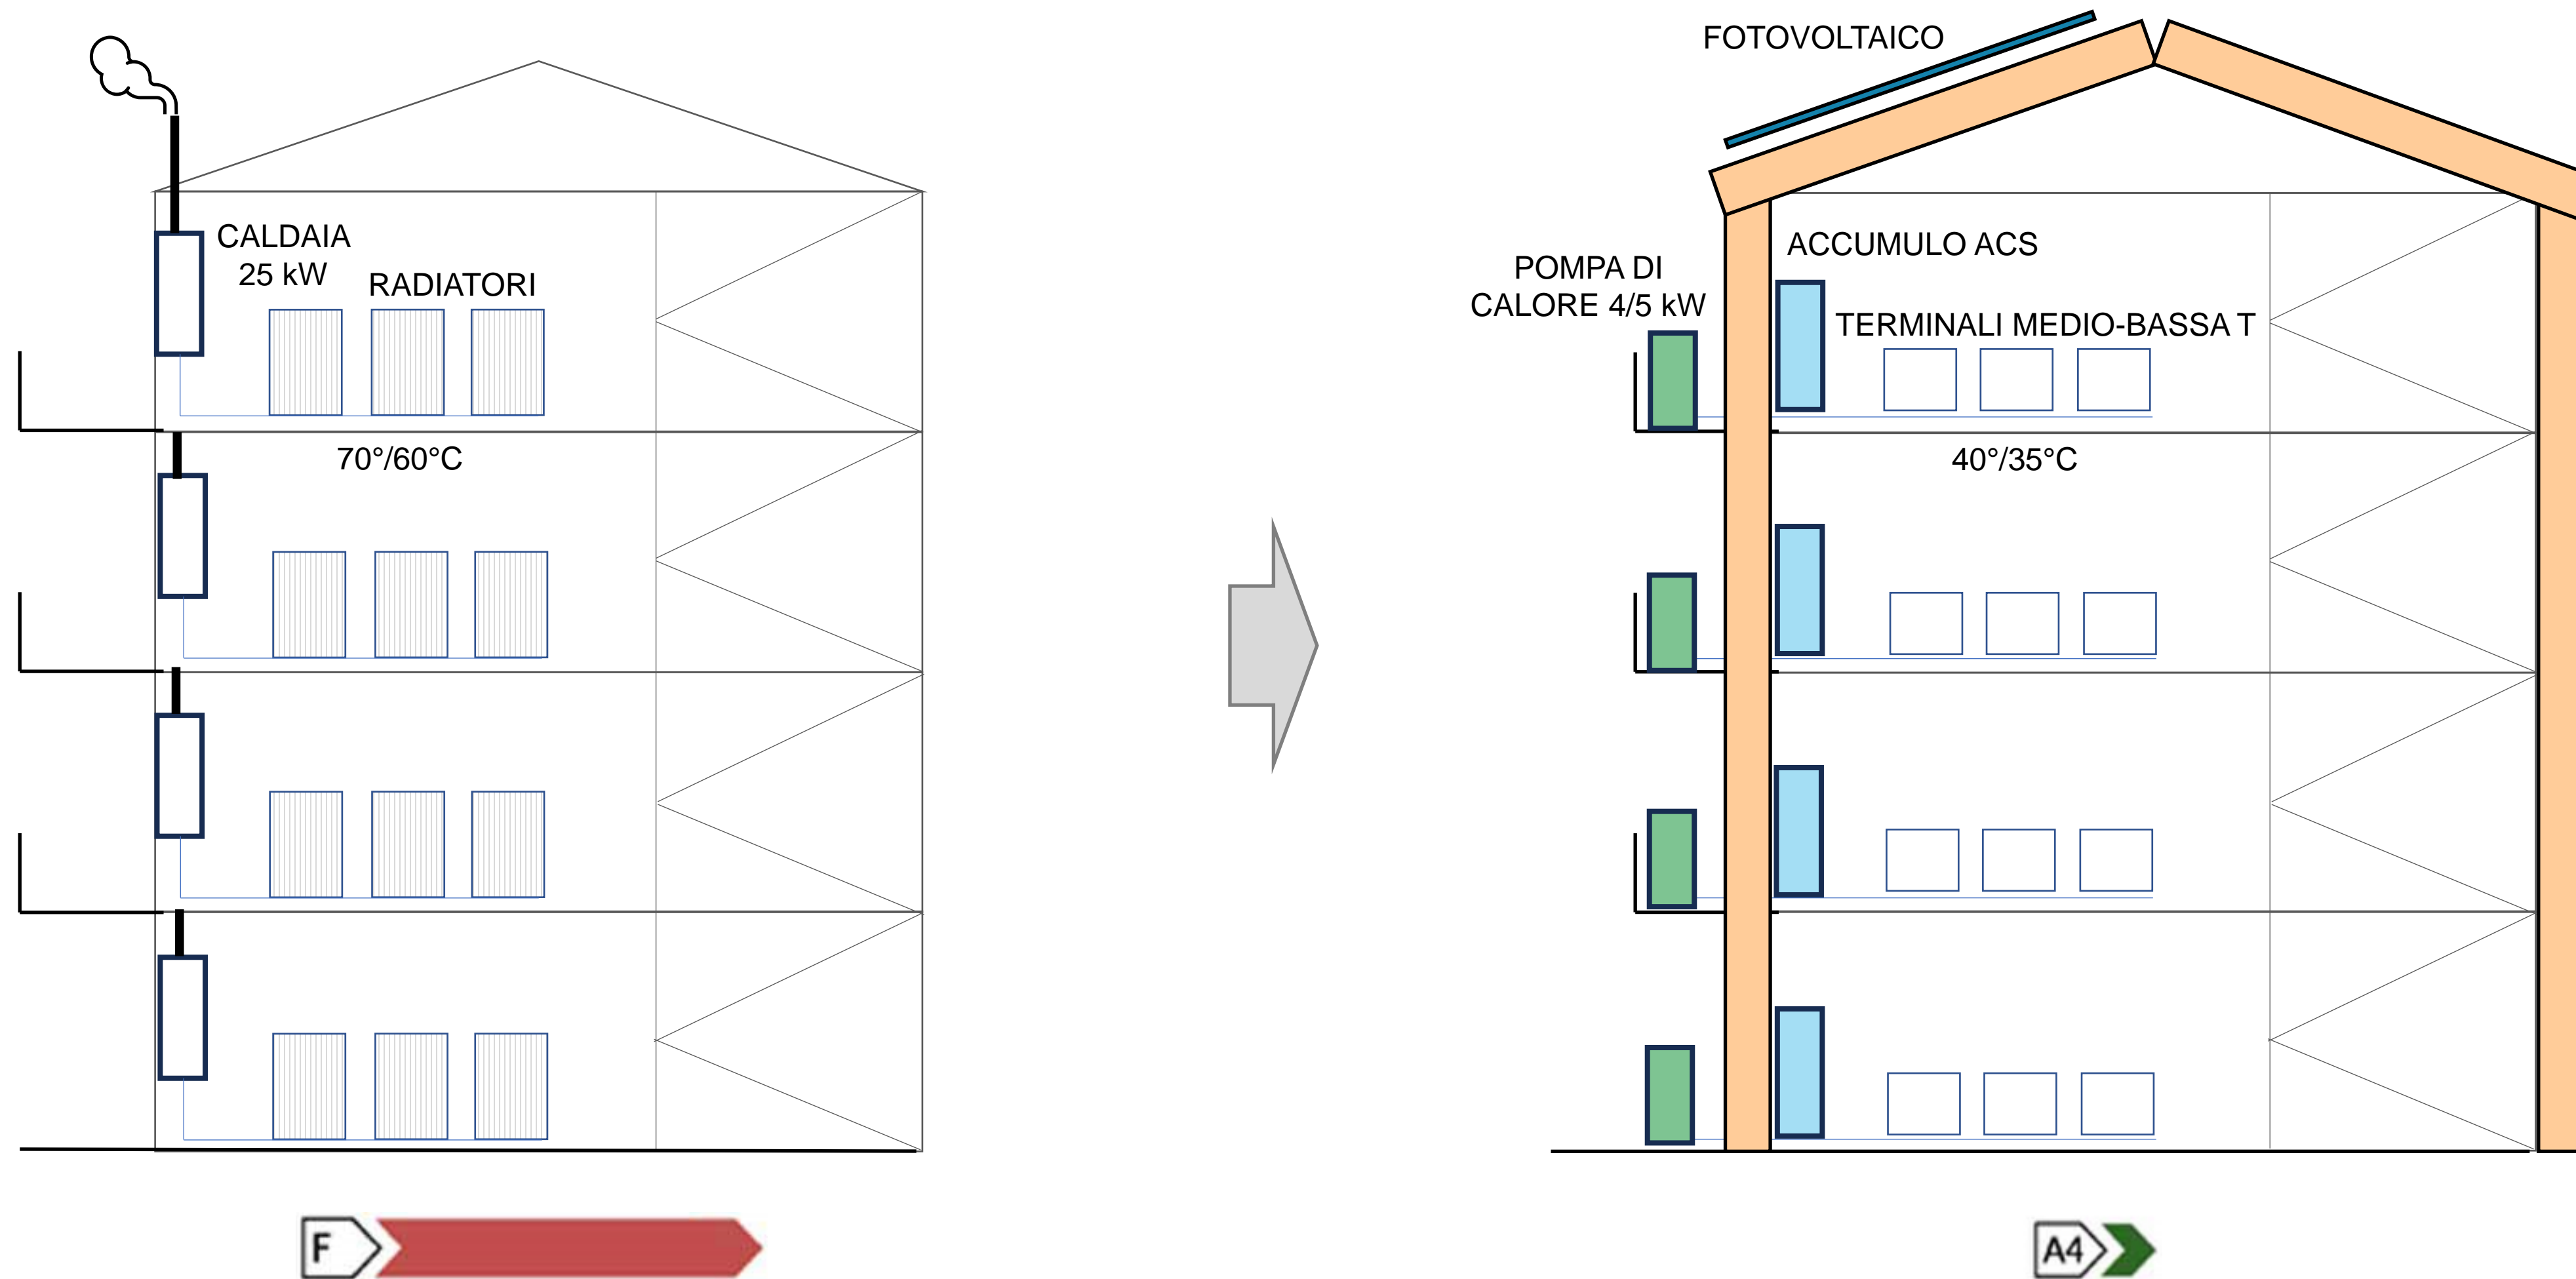 CALDAIA
25 kW
RADIATORI
70°/60°C
F
FOTOVOLTAICO
POMPA DI
CALORE 4/5 kW
ACCUMULO ACS
TERMINALI MEDIO-BASSA T
40°/35°C
A4